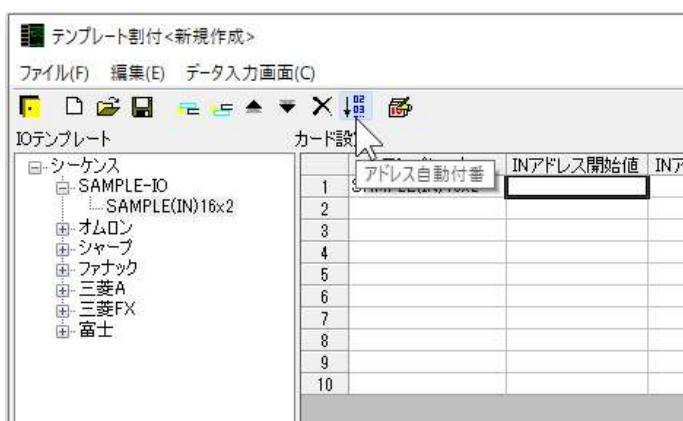 テンプレート割付<新規作成>
ファイル(F) 編集(E) データ入力画面(C)
02
03
IOテンプレート
カード設
INアドレス開始値
アドレス自動付番
シーケンス
SAMPLE-IO
SAMPLE(IN)16x2
オムロン
シャープ
ファナック
三菱A
三菱FX
富士
1
2
3
4
5
6
7
8
9
10